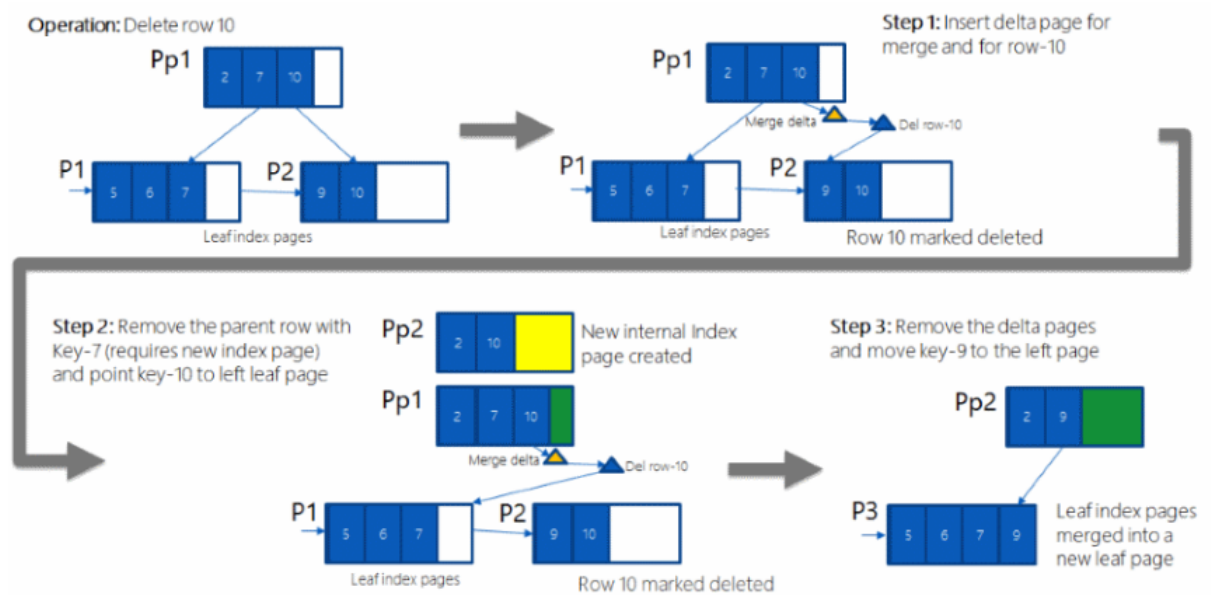 Operation: Delete row 10
Pp1
2 7 10
P1
5 6 7
P2
9 10
Leaf index pages
Step 1: Insert delta page for
merge and for row-10
Pp1
2 7 10
Merge delta
Del row-10
P1
5 6 7
P2
9 10
Leaf index pages
Row 10 marked deleted
Step 2: Remove the parent row with
Key-7 (requires new index page)
and point key-10 to left leaf page
Pp2
2 10
New internal Index
page created
Pp1
2 7 10
Merge delta
Del row-10
P1
5 6 7
P2
9 10
Leaf index pages
Row 10 marked deleted
Step 3: Remove the delta pages
and move key-9 to the left page
Pp2
2 9
P3
5 6 7 9
Leaf index pages
merged into a
new leaf page